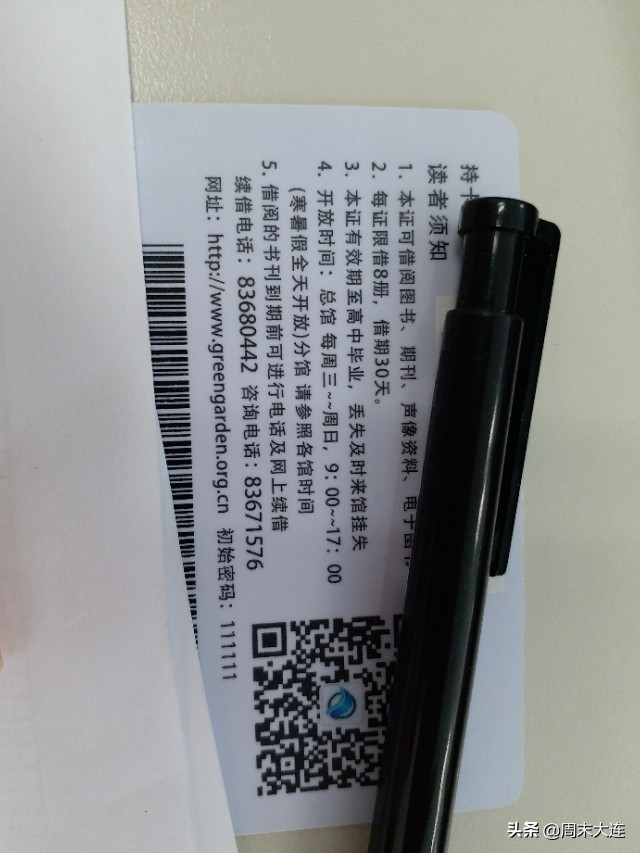 持
读者须知
1. 本证可借阅图书、期刊、声像资料、电子图
2. 每证限借8册，借期30天。
3. 本证有效期至高中毕业，丢失及时来馆挂失
4. 开放时间：总馆 每周三~~周日，9：00~~17：00
(寒暑假全天开放)分馆 请参照各馆时间
5. 借阅的书刊到期前可进行电话及网上续借
续借电话：83680442 咨询电话：83671576
网址：http://www.greengarden.org.cn 初始密码：111111
头条 @周末大连